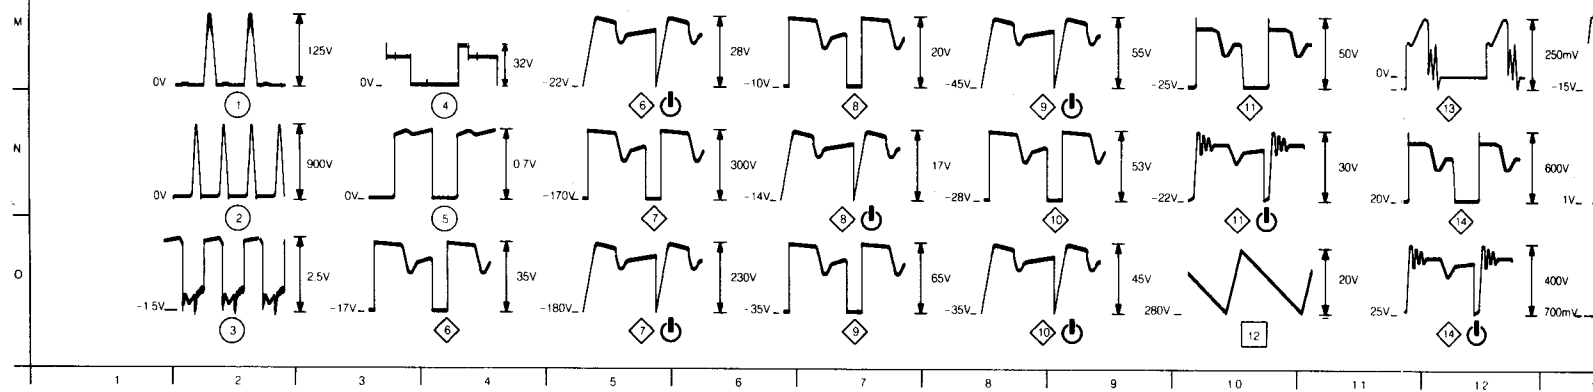 M
125V
0V
1
32V
0V
4
28V
-22V
6
20V
-10V
8
55V
-45V
9
50V
-25V
11
250mV
0V
-15V
13
N
900V
0V
2
0.7V
0V
5
300V
-170V
7
17V
-14V
8
53V
-28V
10
30V
-22V
11
600V
20V
1V
14
O
2.5V
-1.5V
3
35V
-17V
6
230V
-180V
7
65V
-35V
9
45V
-35V
10
20V
280V
12
400V
25V
700mV
14
1 2 3 4 5 6 7 8 9 10 11 12